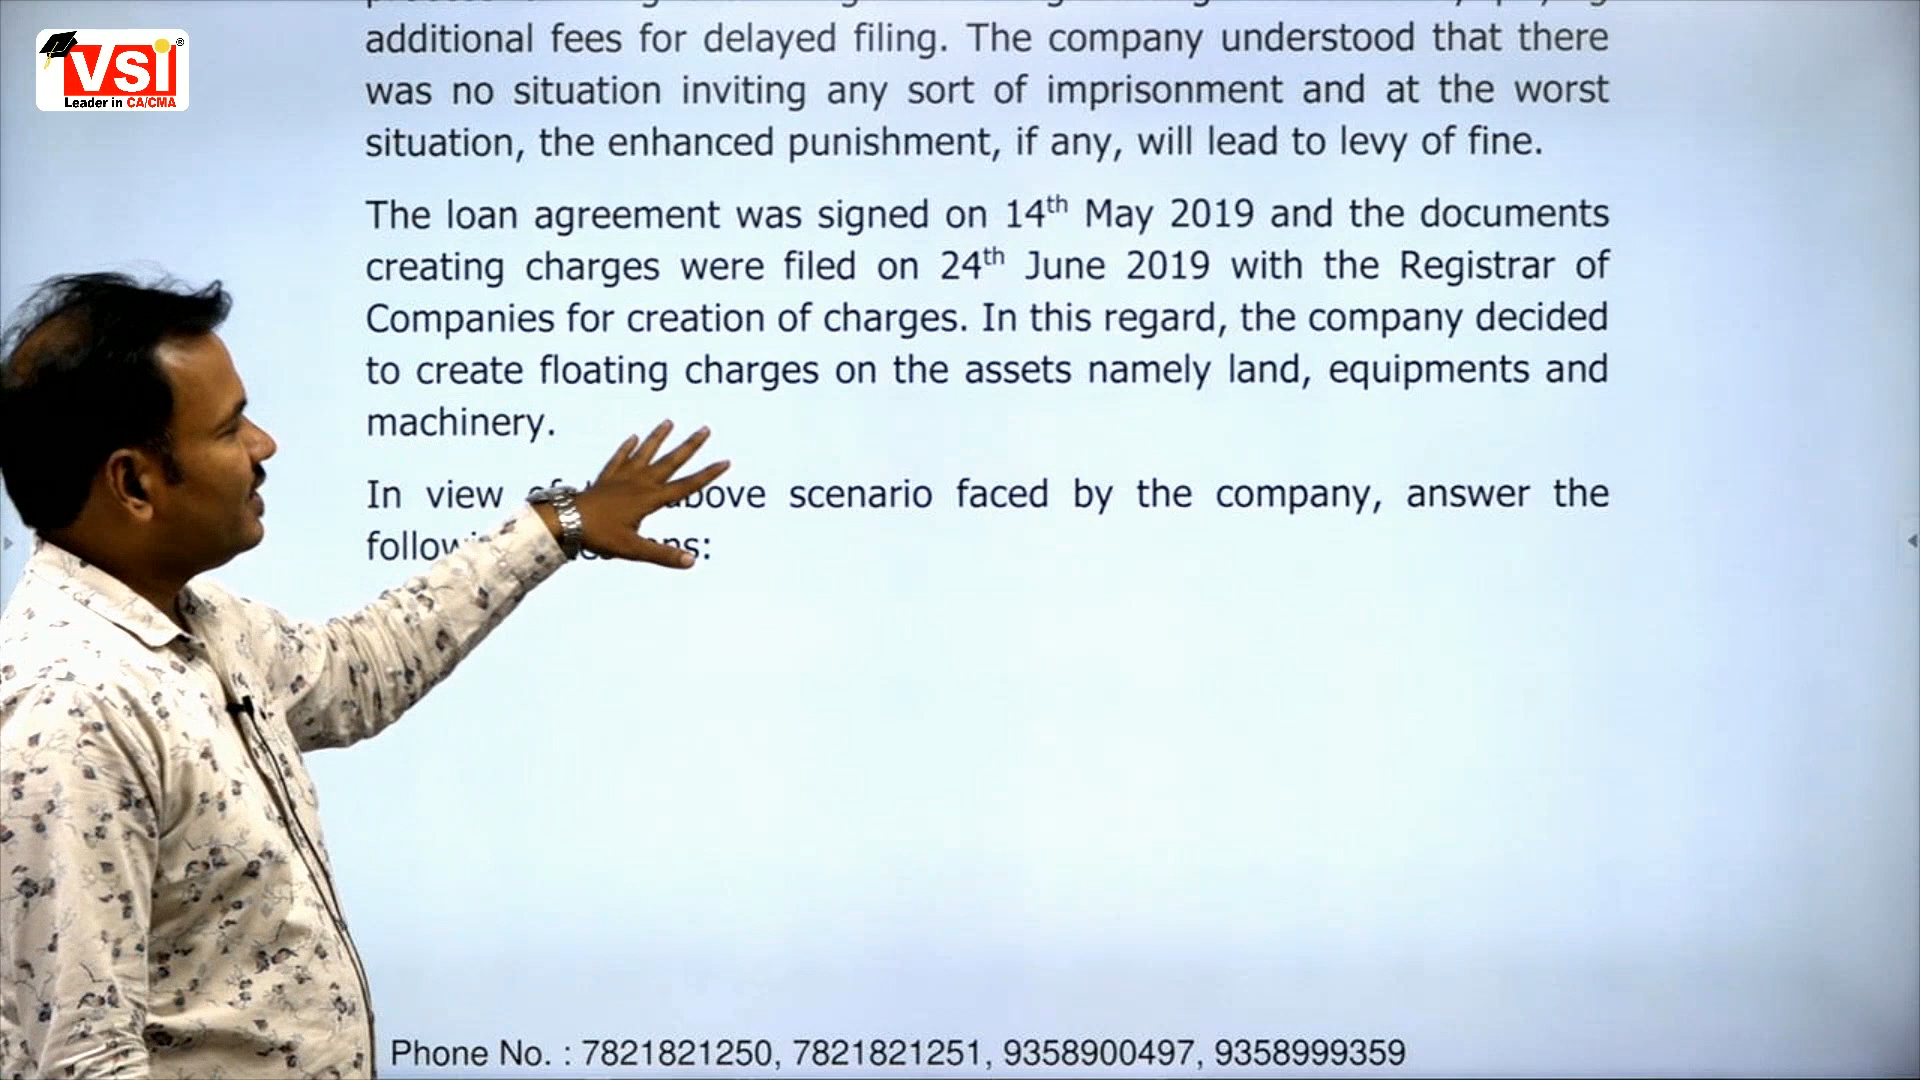 VSI
Leader in CA/CMA
additional fees for delayed filing. The company understood that there
was no situation inviting any sort of imprisonment and at the worst
situation, the enhanced punishment, if any, will lead to levy of fine.
The loan agreement was signed on 14th May 2019 and the documents
creating charges were filed on 24th June 2019 with the Registrar of
Companies for creation of charges. In this regard, the company decided
to create floating charges on the assets namely land, equipments and
machinery.
In view scenario faced by the company, answer the
Phone No. : 7821821250, 7821821251, 9358900497, 9358999359